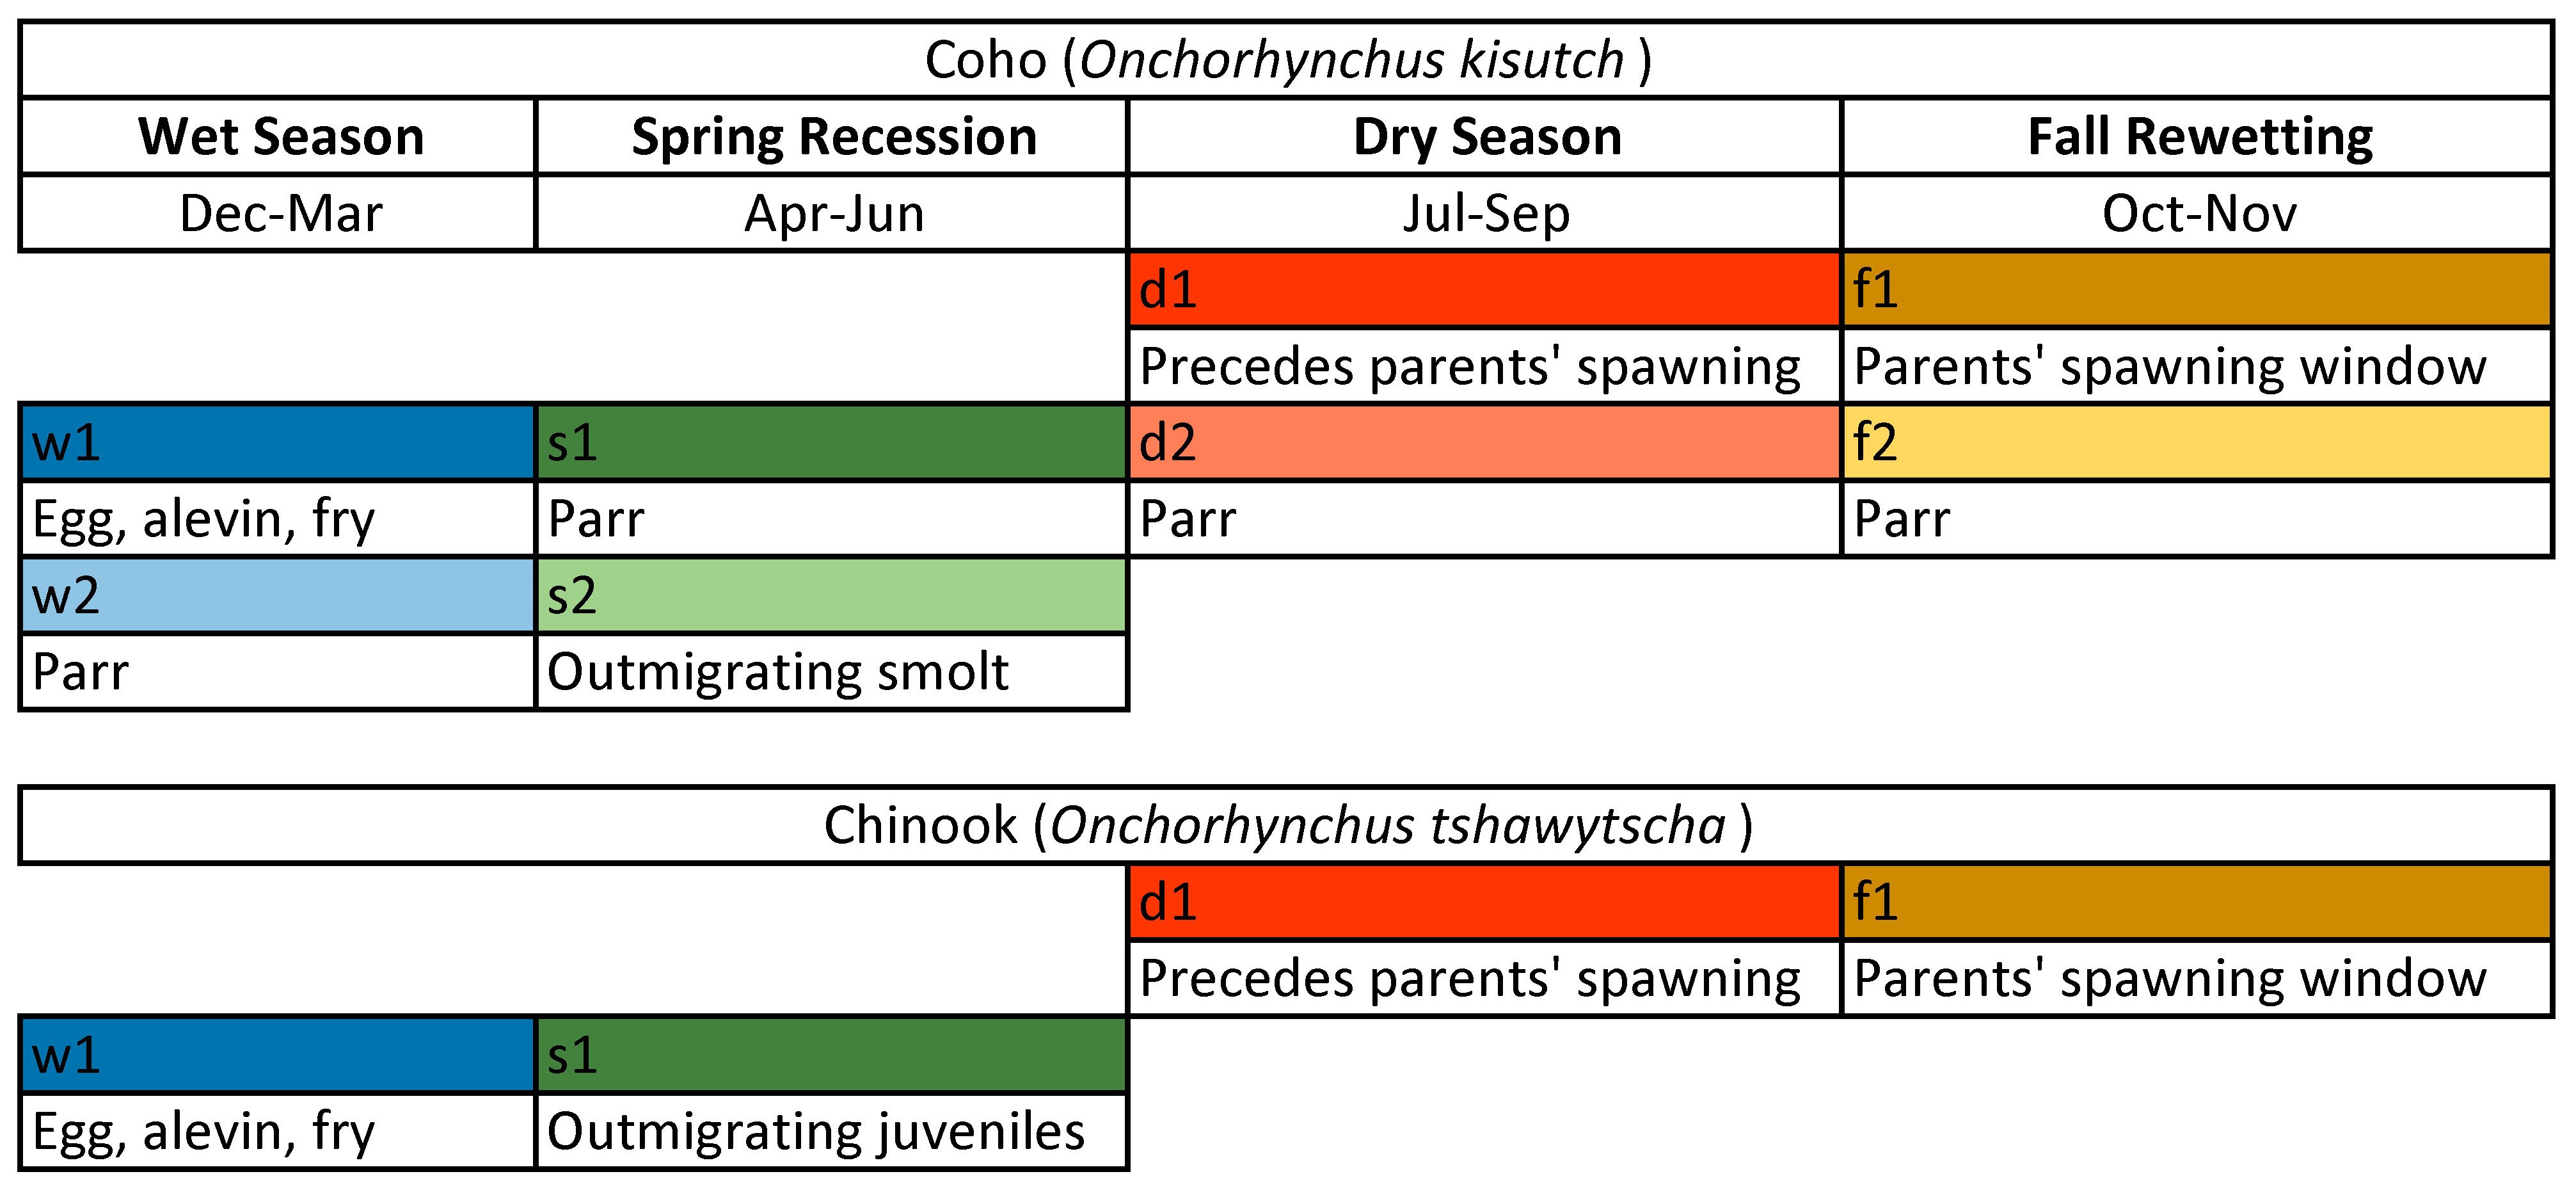 Coho (Onchorhynchus kisutch )
Wet Season Spring Recession Dry Season Fall Rewetting
Dec-Mar Apr-Jun Jul-Sep Oct-Nov
d1 f1
Precedes parents' spawning Parents' spawning window
w1 s1 d2 f2
Egg, alevin, fry Parr Parr Parr
w2 s2
Parr Outmigrating smolt
Chinook (Onchorhynchus tshawytscha )
d1 f1
Precedes parents' spawning Parents' spawning window
w1 s1
Egg, alevin, fry Outmigrating juveniles